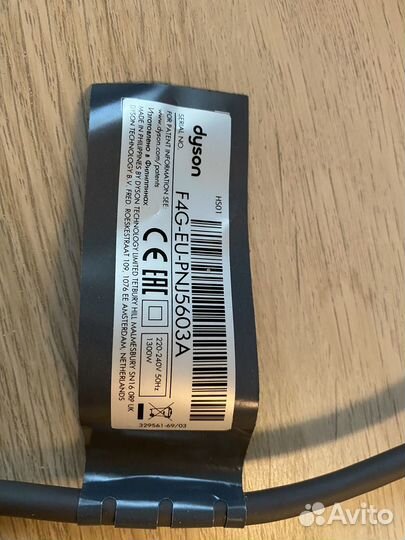 dyson
HS01
SERIAL NO.
F4G-EU-PNJ5603A
FOR PATENT INFORMATION SEE:
www.dyson.com/patents
Изготовлено в Филиппинах
MADE IN PHILIPPINES BY DYSON TECHNOLOGY LIMITED TETBURY HILL MALMESBURY SN16 0RP UK
DYSON TECHNOLOGY B.V. FRED. ROESKESTRAAT 109, 1076 EE AMSTERDAM, NETHERLANDS
CE EAC
220-240V 50Hz
1300W
329561-69/03
Avito